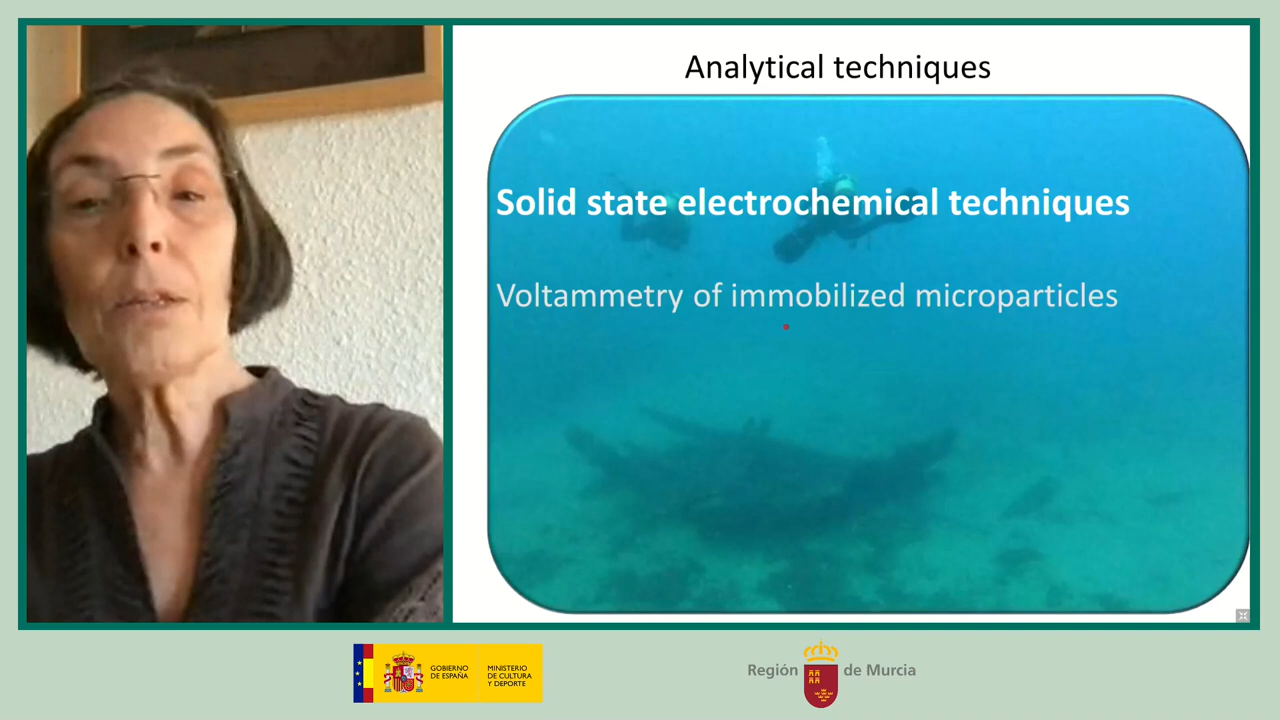 Analytical techniques
Solid state electrochemical techniques
Voltammetry of immobilized microparticles
GOBIERNO
DE ESPAÑA
MINISTERIO
DE CULTURA
Y DEPORTE
Región de Murcia